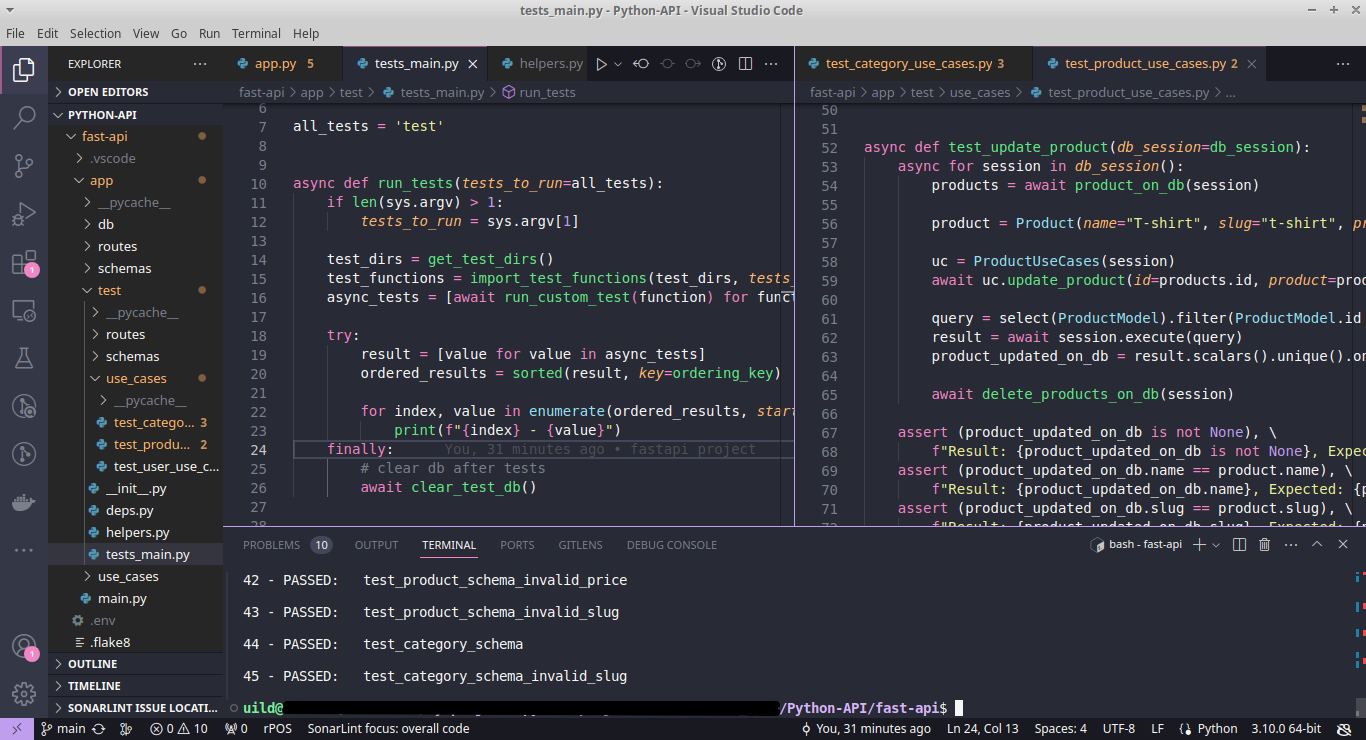 tests_main.py - Python-API - Visual Studio Code
File Edit Selection View Go Run Terminal Help
EXPLORER
OPEN EDITORS
PYTHON-API
fast-api
.vscode
app
__pycache__
db
routes
schemas
test
__pycache__
routes
schemas
use_cases
__pycache__
test_catego... 3
test_produ... 2
test_user_use_c...
__init__.py
deps.py
helpers.py
tests_main.py
use_cases
main.py
.env
.flake8
OUTLINE
TIMELINE
SONARLINT ISSUE LOCATI...
1
1
app.py 5 tests_main.py helpers.py
fast-api > app > test > tests_main.py > run_tests
6
7 all_tests = 'test'
8
9
10 async def run_tests(tests_to_run=all_tests):
11 if len(sys.argv) > 1:
12 tests_to_run = sys.argv[1]
13
14 test_dirs = get_test_dirs()
15 test_functions = import_test_functions(test_dirs, tests_
16 async_tests = [await run_custom_test(function) for funct
17
18 try:
19 result = [value for value in async_tests]
20 ordered_results = sorted(result, key=ordering_key)
21
22 for index, value in enumerate(ordered_results, star
23 print(f"{index} - {value}")
24 finally: You, 31 minutes ago • fastapi project
25 # clear db after tests
26 await clear_test_db()
27
28
test_category_use_cases.py 3 test_product_use_cases.py 2
fast-api > app > test > use_cases > test_product_use_cases.py > ...
50
51
52 async def test_update_product(db_session=db_session):
53 async for session in db_session():
54 products = await product_on_db(session)
55
56 product = Product(name="T-shirt", slug="t-shirt", pr
57
58 uc = ProductUseCases(session)
59 await uc.update_product(id=products.id, product=prod
60
61 query = select(ProductModel).filter(ProductModel.id
62 result = await session.execute(query)
63 product_updated_on_db = result.scalars().unique().on
64
65 await delete_products_on_db(session)
66
67 assert (product_updated_on_db is not None), \
68 f"Result: {product_updated_on_db is not None}, Expec
69 assert (product_updated_on_db.name == product.name), \
70 f"Result: {product_updated_on_db.name}, Expected: {p
71 assert (product_updated_on_db.slug == product.slug), \
72 f"Result: {product_updated_on_db.slug}, Expected: {p
PROBLEMS 10 OUTPUT TERMINAL PORTS GITLENS DEBUG CONSOLE
bash - fast-api
42 - PASSED: test_product_schema_invalid_price
43 - PASSED: test_product_schema_invalid_slug
44 - PASSED: test_category_schema
45 - PASSED: test_category_schema_invalid_slug
uild@ /Python-API/fast-api$
main 0 10 0 rPOS SonarLint focus: overall code You, 31 minutes ago Ln 24, Col 13 Spaces: 4 UTF-8 LF Python 3.10.0 64-bit